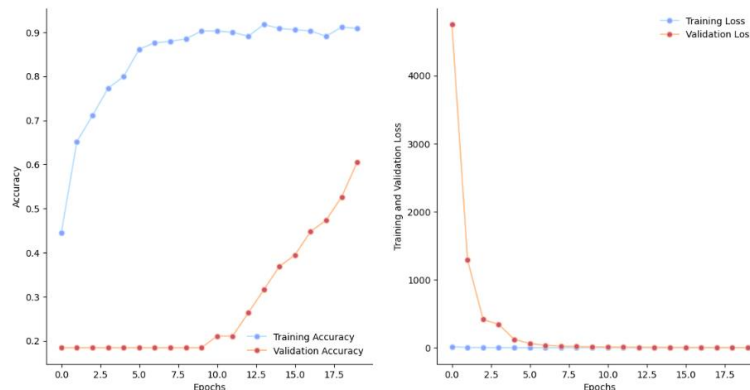 Accuracy
0.9
0.8
0.7
0.6
0.5
0.4
0.3
0.2
Training Accuracy
Validation Accuracy
0.0 2.5 5.0 7.5 10.0 12.5 15.0 17.5
Epochs
Training Loss
Validation Loss
Training and Validation Loss
4000
3000
2000
1000
0
0.0 2.5 5.0 7.5 10.0 12.5 15.0 17.5
Epochs